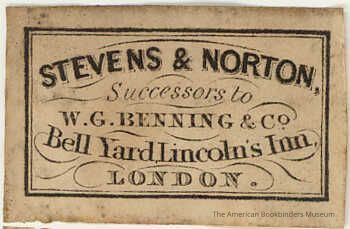 STEVENS & NORTON,
Successors to
W. G. BENNING & Co.
Bell Yard, Lincoln's Inn,
LONDON.
The American Bookbinders Museum